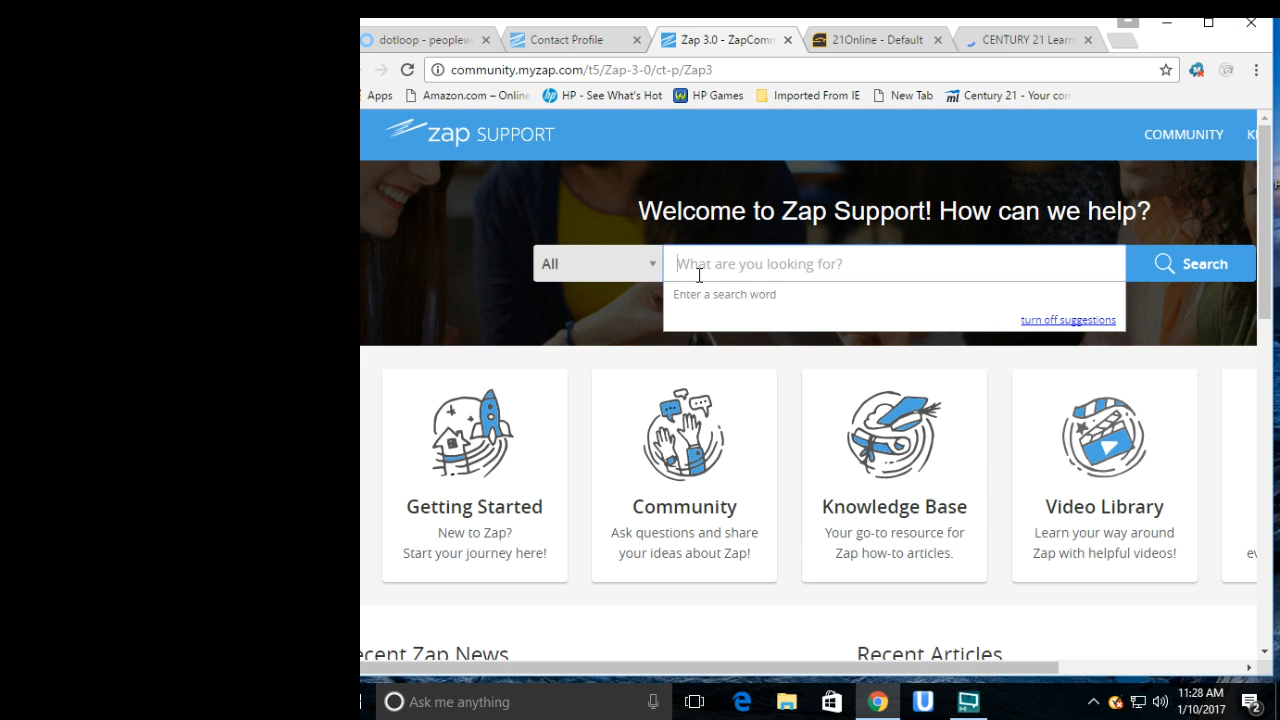 dotloop - peoplew
Contact Profile
Zap 3.0 - ZapComm
21Online - Default
CENTURY 21 Learn
community.myzap.com/t5/Zap-3-0/ct-p/Zap3
Apps
Amazon.com – Online
HP - See What's Hot
HP Games
Imported From IE
New Tab
Century 21 - Your con
zap SUPPORT
COMMUNITY
Welcome to Zap Support! How can we help?
All
What are you looking for?
Search
Enter a search word
turn off suggestions
Getting Started
New to Zap?
Start your journey here!
Community
Ask questions and share
your ideas about Zap!
Knowledge Base
Your go-to resource for
Zap how-to articles.
Video Library
Learn your way around
Zap with helpful videos!
ecent Zap News
Recent Articles
Ask me anything
11:28 AM
1/10/2017
2